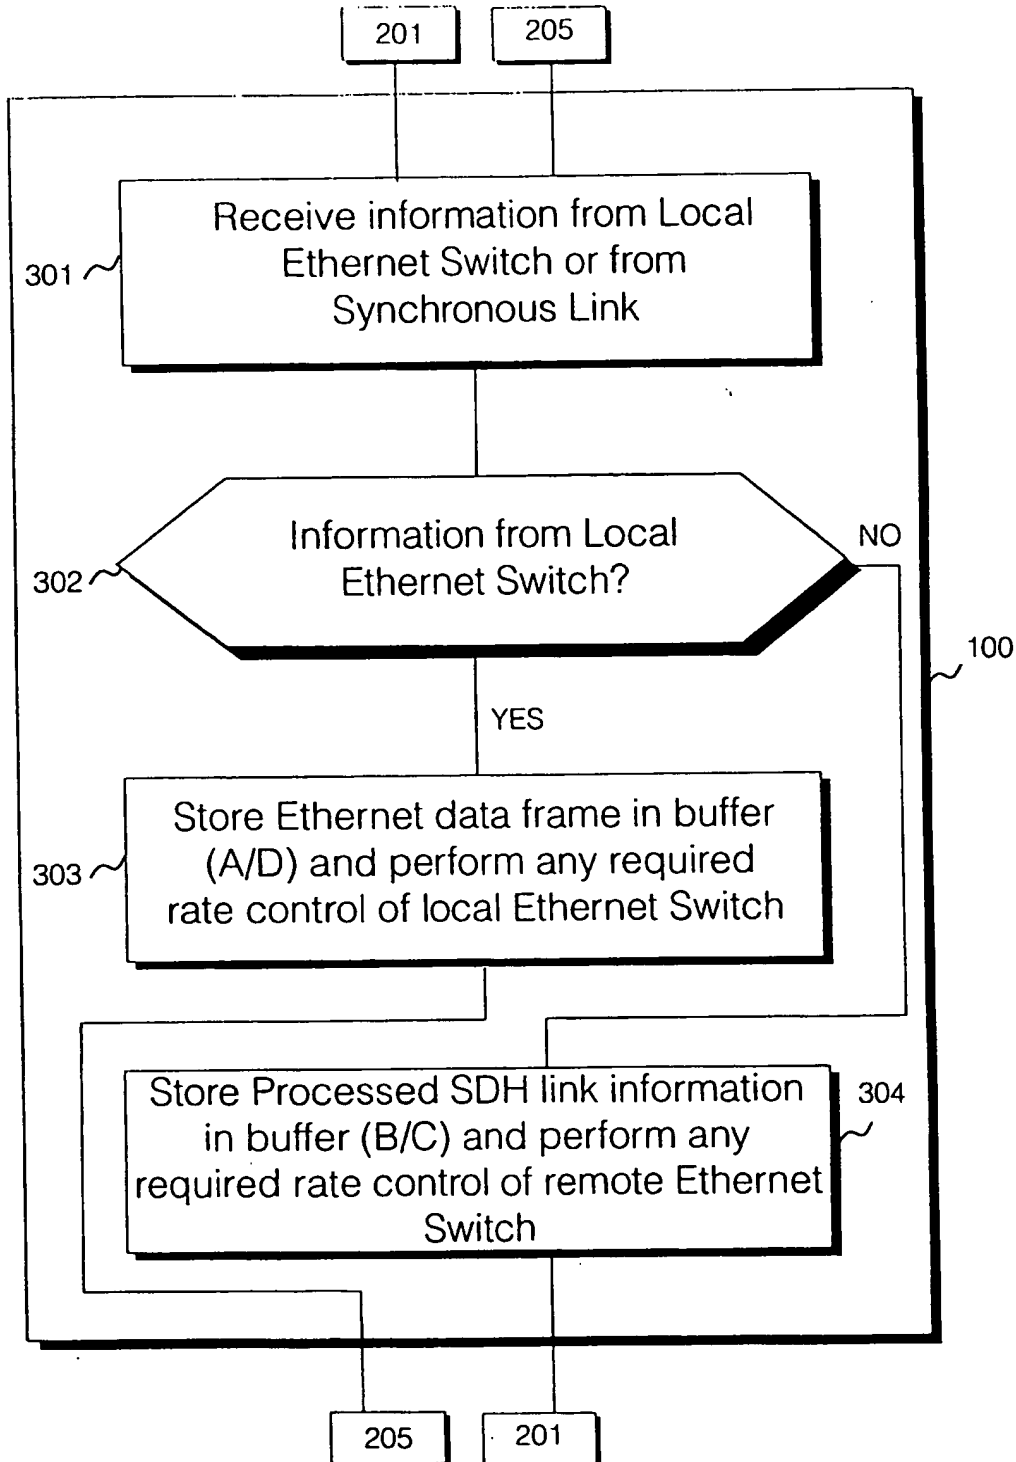 201
205
Receive information from Local
Ethernet Switch or from
Synchronous Link
301
Information from Local
Ethernet Switch?
NO
302
100
YES
Store Ethernet data frame in buffer
(A/D) and perform any required
rate control of local Ethernet Switch
303
Store Processed SDH link information
in buffer (B/C) and perform any
required rate control of remote Ethernet
Switch
304
205
201